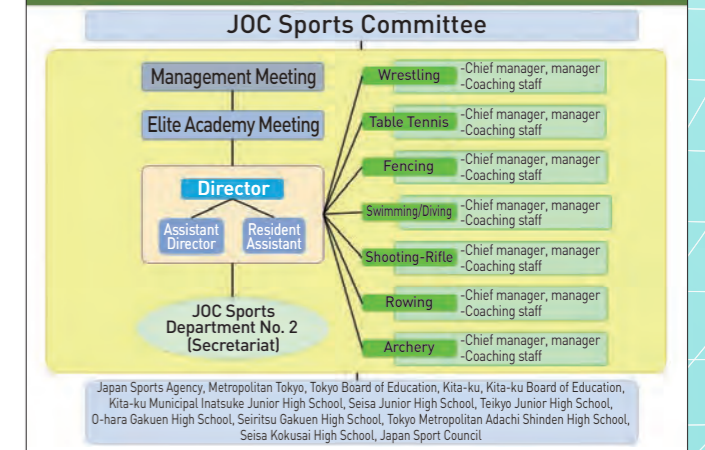 JOC Sports Committee
Management Meeting
Elite Academy Meeting
Director
Assistant
Director
Resident
Assistant
JOC Sports
Department No. 2
(Secretariat)
Wrestling
-Chief manager, manager
-Coaching staff
Table Tennis
-Chief manager, manager
-Coaching staff
Fencing
-Chief manager, manager
-Coaching staff
Swimming/Diving
-Chief manager, manager
-Coaching staff
Shooting-Rifle
-Chief manager, manager
-Coaching staff
Rowing
-Chief manager, manager
-Coaching staff
Archery
-Chief manager, manager
-Coaching staff
Japan Sports Agency, Metropolitan Tokyo, Tokyo Board of Education, Kita-ku, Kita-ku Board of Education,
Kita-ku Municipal Inatsuke Junior High School, Seisa Junior High School, Teikyo Junior High School,
O-hara Gakuen High School, Seiritsu Gakuen High School, Tokyo Metropolitan Adachi Shinden High School,
Seisa Kokusai High School, Japan Sport Council